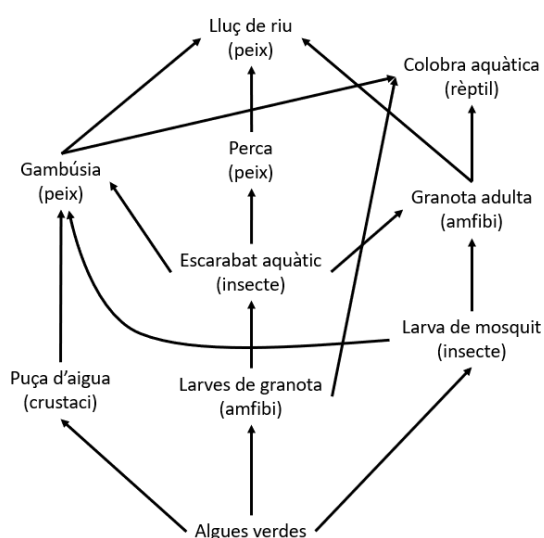 Lluç de riu
(peix)
Colobra aquàtica
(rèptil)
Perca
(peix)
Gambúsia
(peix)
Granota adulta
(amfibi)
Escarabat aquàtic
(insecte)
Larva de mosquit
(insecte)
Puça d'aigua
(crustaci)
Larves de granota
(amfibi)
Algues verdes